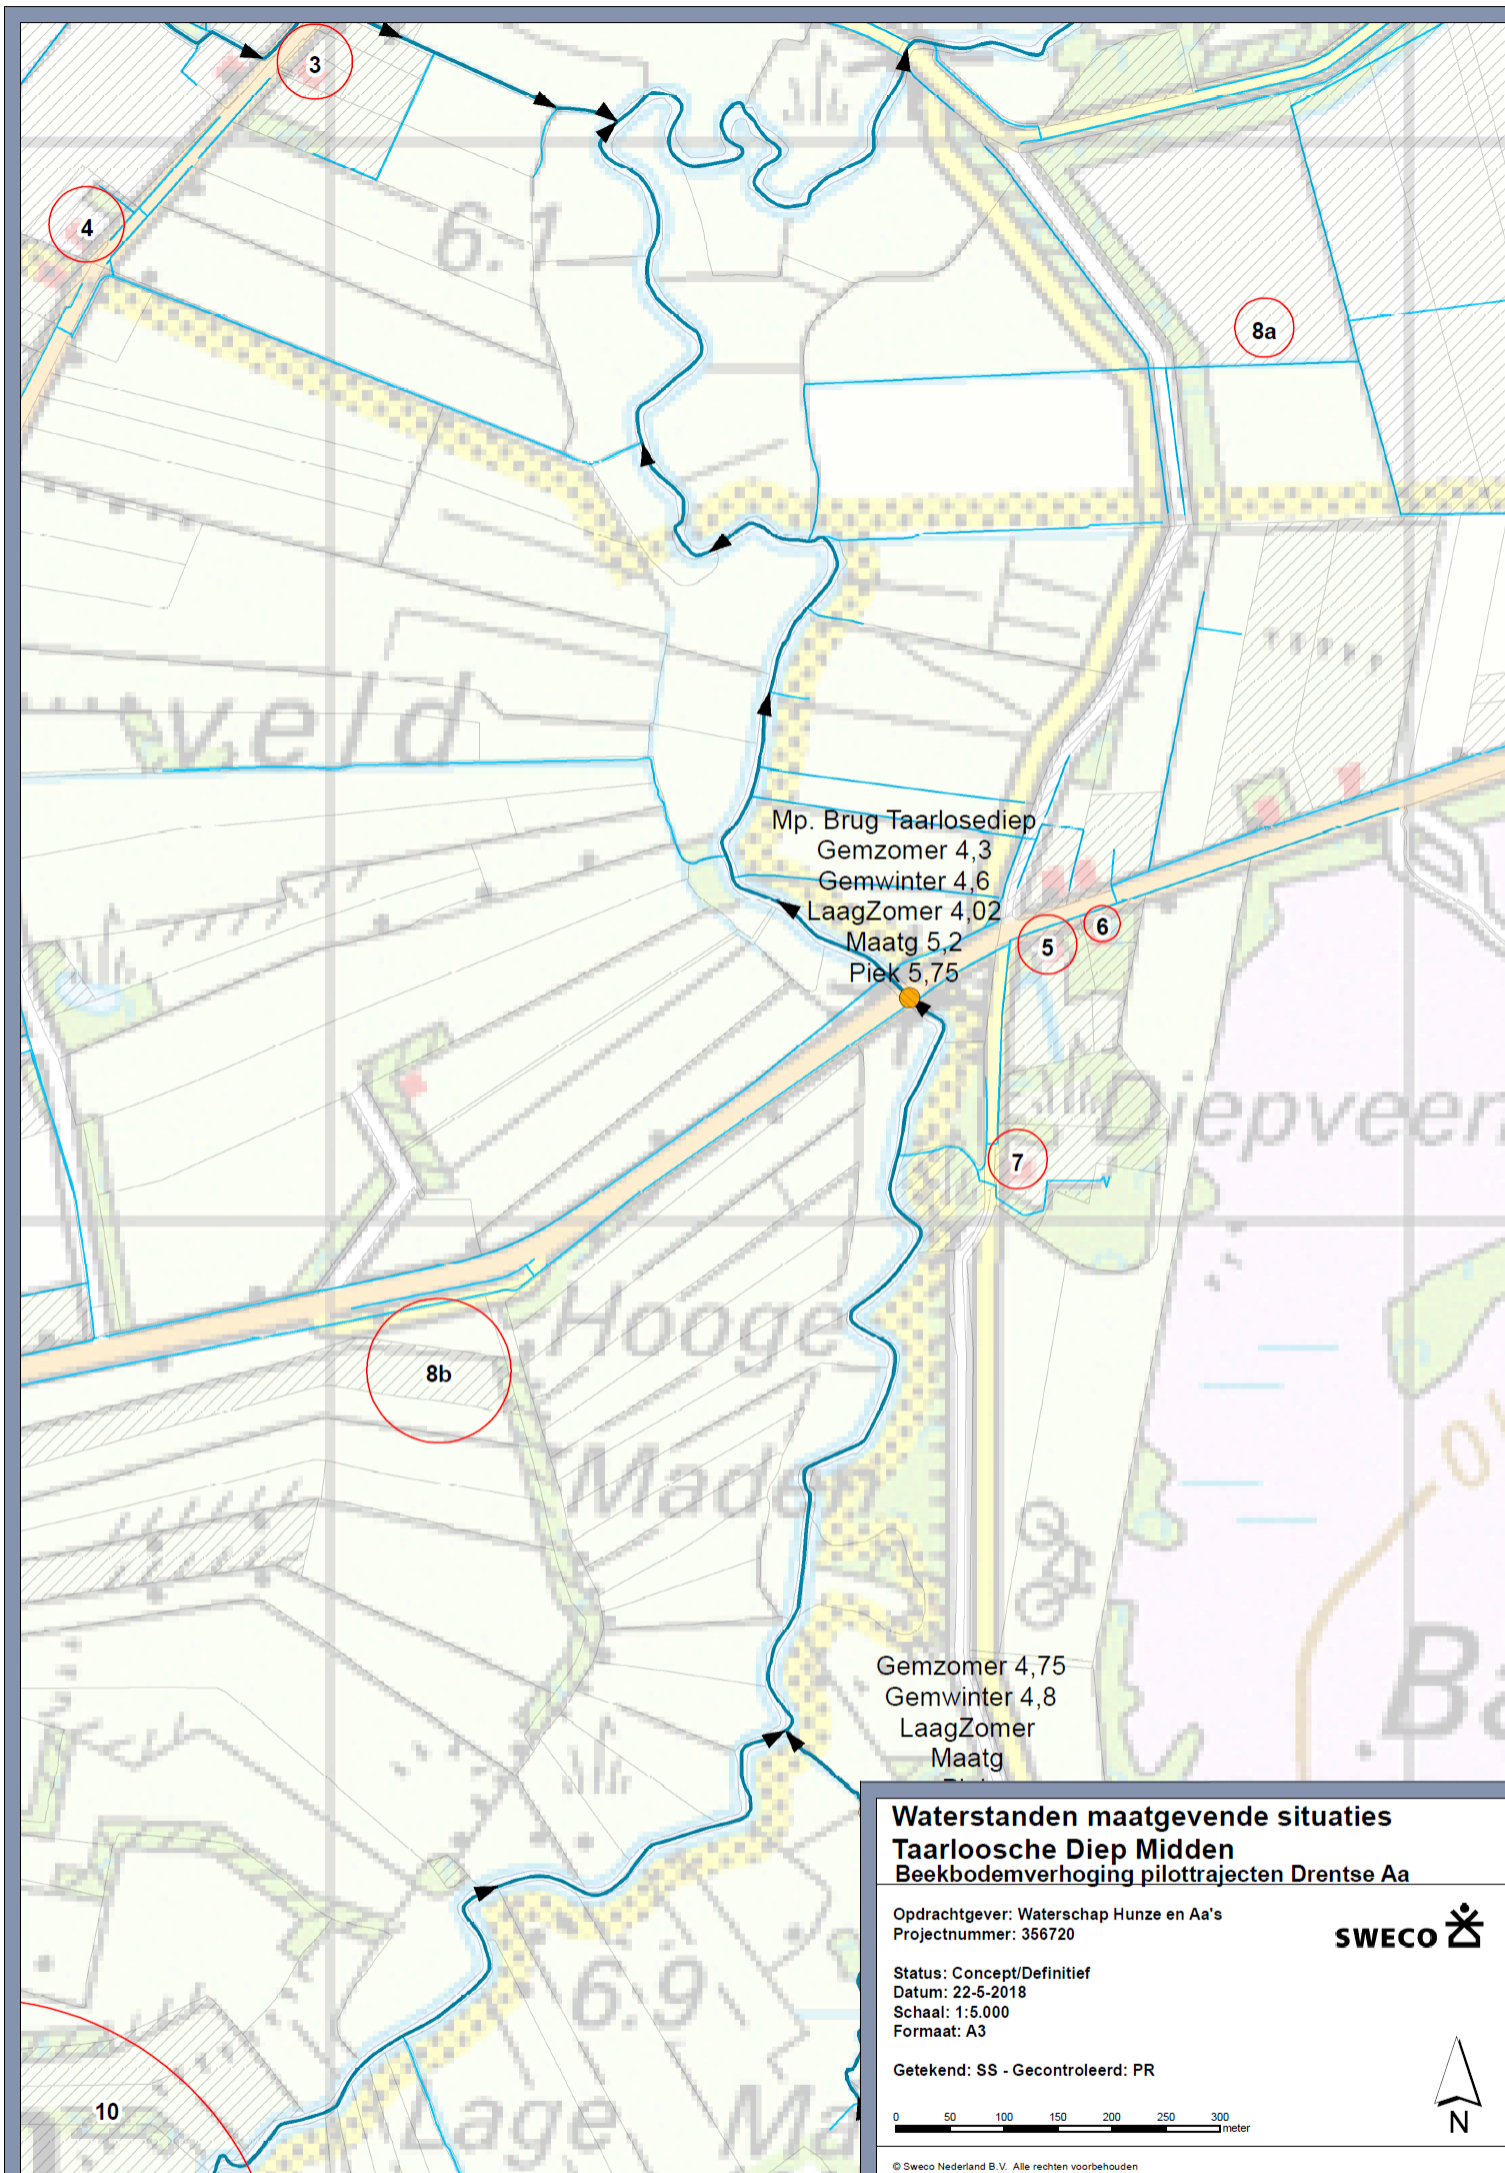 3
4
6.1
8a
veld
Mp. Brug Taarlosediep
Gemzomer 4,3
Gemwinter 4,6
LaagZomer 4,02
Maatg 5,2
Piek 5,75
5
6
Diepveen
7
Hooge
8b
Maden
Gemzomer 4,75
Gemwinter 4,8
LaagZomer
Maatg
Waterstanden maatgevende situaties
Taarloosche Diep Midden
Beekbodemverhoging pilottrajecten Drentse Aa
Opdrachtgever: Waterschap Hunze en Aa's
Projectnummer: 356720
SWECO
Status: Concept/Definitief
Datum: 22-5-2018
Schaal: 1:5.000
Formaat: A3
Getekend: SS - Gecontroleerd: PR
0 50 100 150 200 250 300
meter
N
© Sweco Nederland B.V. Alle rechten voorbehouden
6.9
10
Lage Ma
Ba